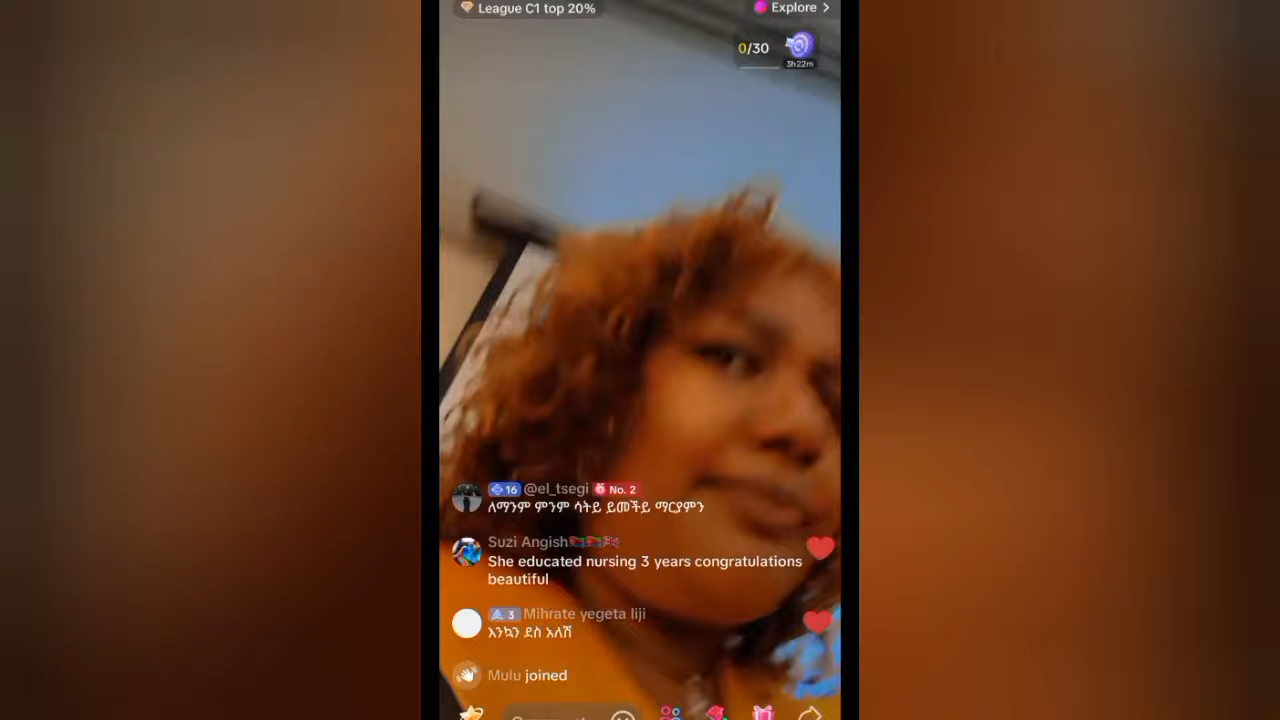 League C1 top 20%
Explore
0/30
3h22m
16 @el_tsegi No. 2
ለማንም ምንም ሳትይ ይመችይ ማርያምን
Suzi Angish
She educated nursing 3 years congratulations
beautiful
3 Mihrate yegeta liji
እንኳን ደስ አለሽ
Mulu joined